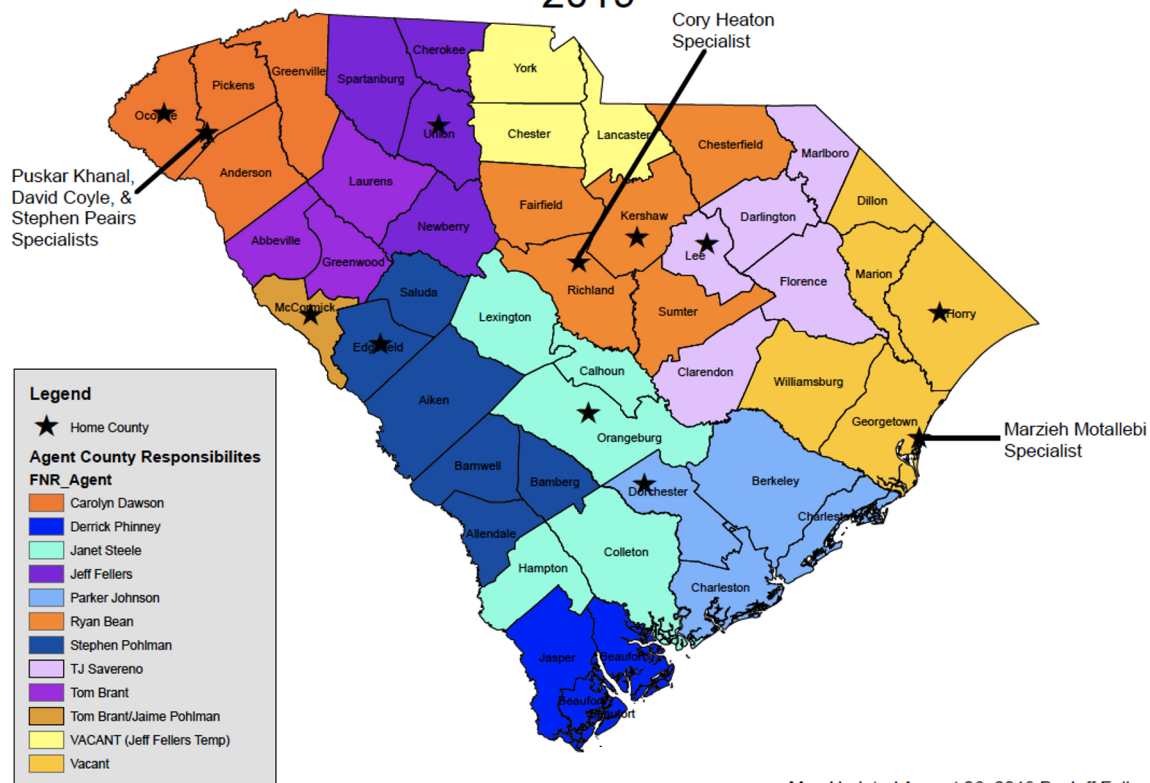 Cory Heaton
Specialist
Cherokee
York
Greenville
Spartanburg
Pickens
Oconee
Union
Chester
Lancaster
Chesterfield
Marlboro
Anderson
Laurens
Puskar Khanal,
David Coyle, &
Stephen Peairs
Specialists
Fairfield
Kershaw
Darlington
Dillon
Newberry
Abbeville
Greenwood
Lee
Marion
Florence
Saluda
Richland
McCormick
Lexington
Sumter
Horry
Edgefield
Calhoun
Clarendon
Williamsburg
Aiken
Georgetown
Marzieh Motallebi
Specialist
Orangeburg
Barnwell
Bamberg
Dorchester
Berkeley
Charleston
Allendale
Colleton
Hampton
Charleston
Jasper
Beaufort
Beaufort
Beaufort
Legend
Home County
Agent County Responsibilites
FNR_Agent
Carolyn Dawson
Derrick Phinney
Janet Steele
Jeff Fellers
Parker Johnson
Ryan Bean
Stephen Pohlman
TJ Savereno
Tom Brant
Tom Brant/Jaime Pohlman
VACANT (Jeff Fellers Temp)
Vacant